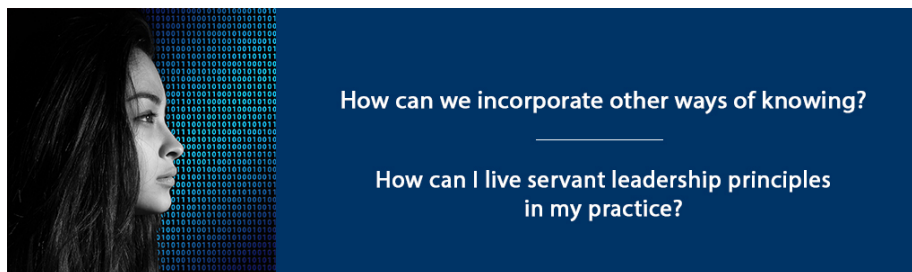 How can we incorporate other ways of knowing?
How can I live servant leadership principles
in my practice?